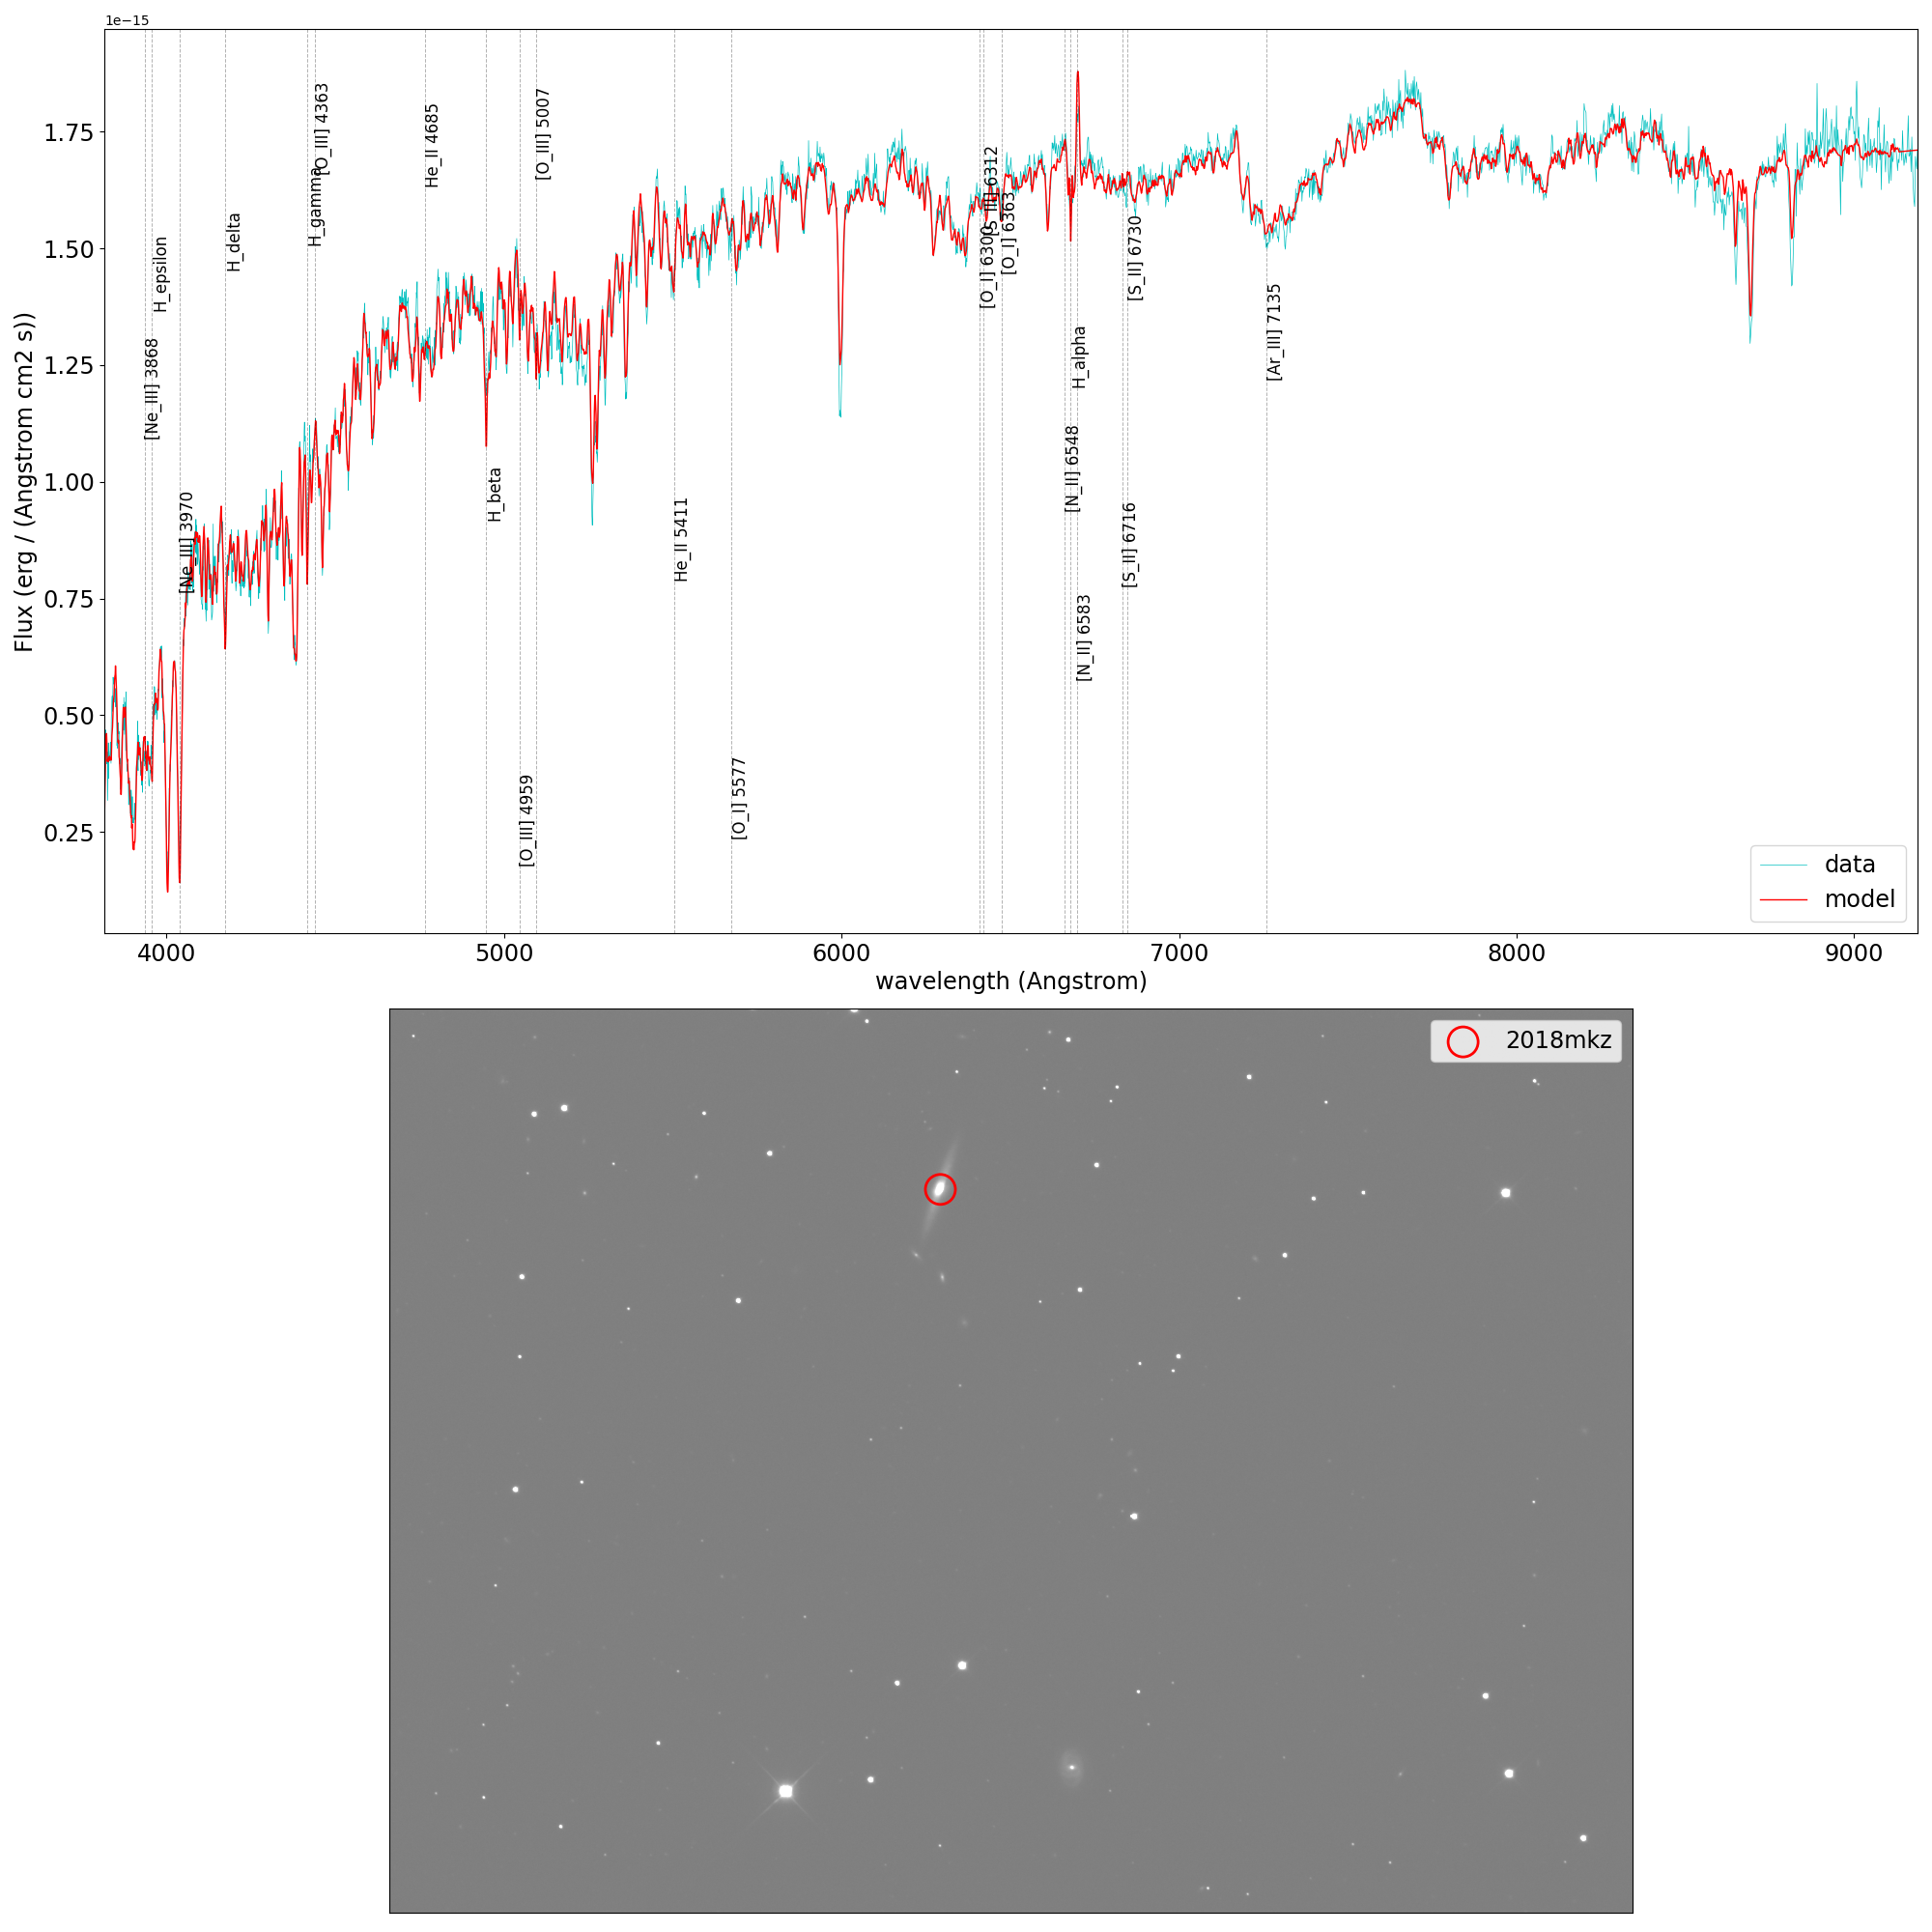 1e−15
[O_III] 4363
[O_III] 5007
He_II 4685
[S_III] 6312
H_gamma
[O_I] 6363
H_delta
[S_II] 6730
[O_I] 6300
H_epsilon
[Ar_III] 7135
H_alpha
[Ne_III] 3868
[N_II] 6548
H_beta
[Ne_III] 3970
He_II 5411
[S_II] 6716
[N_II] 6583
[O_I] 5577
[O_III] 4959
1.75
1.50
1.25
1.00
0.75
0.50
0.25
Flux (erg / (Angstrom cm2 s))
data
model
4000 5000 6000 7000 8000 9000
wavelength (Angstrom)
2018mkz